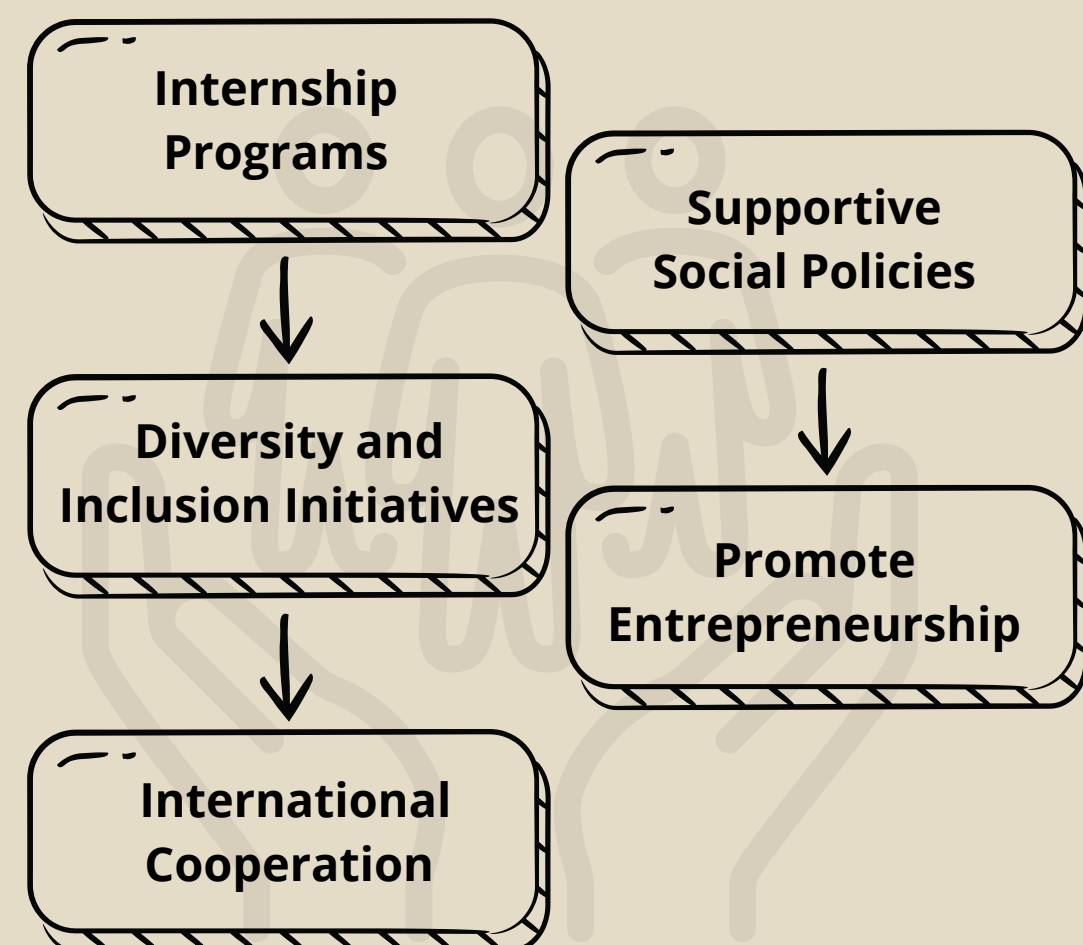 Internship
Programs
Diversity and
Inclusion Initiatives
International
Cooperation
Supportive
Social Policies
Promote
Entrepreneurship